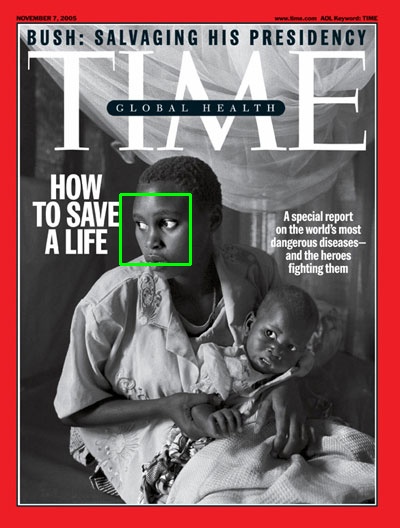 NOVEMBER 7, 2005
www.time.com AOL Keyword: TIME
BUSH: SALVAGING HIS PRESIDENCY
TIME
GLOBAL HEALTH
HOW
TO SAVE
A LIFE
A special report
on the world's most
dangerous diseases—
and the heroes
fighting them